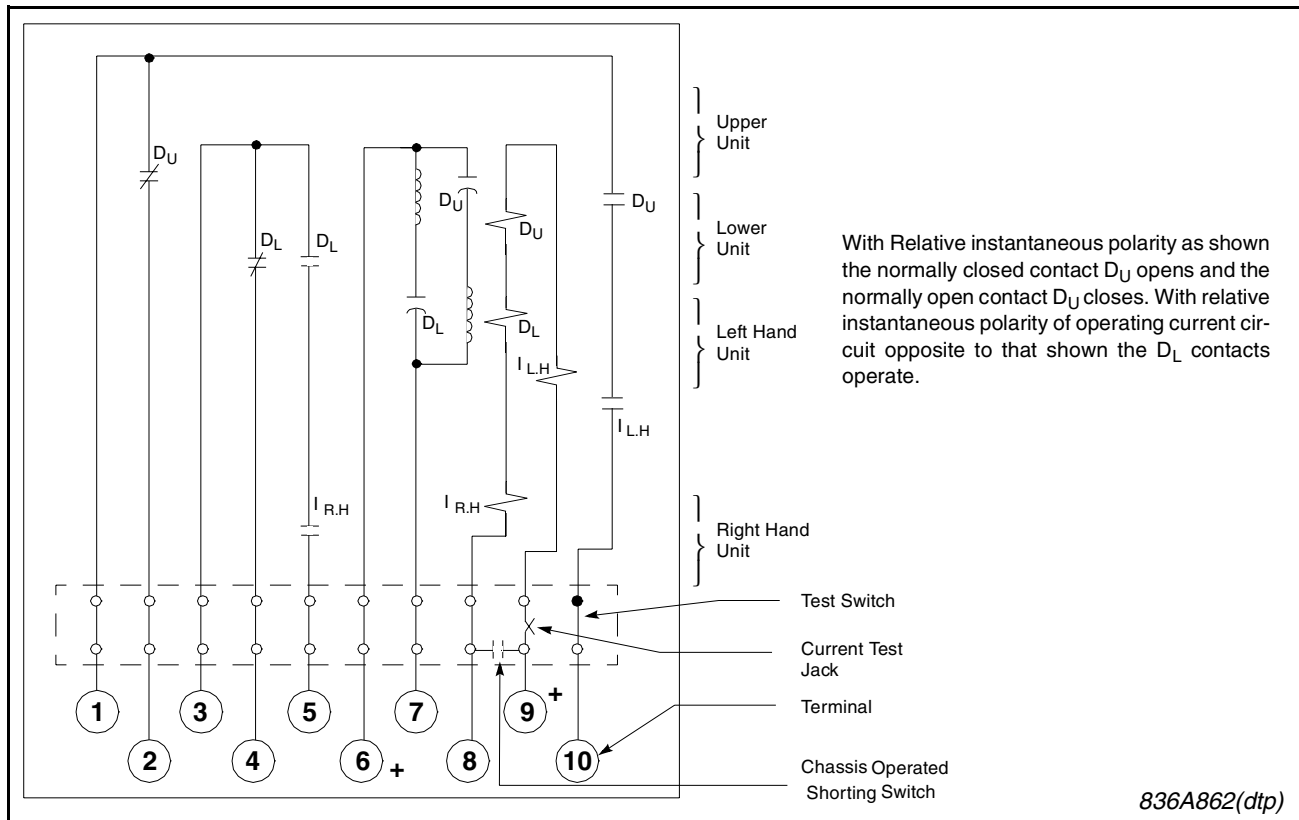 D_U
D_L
D_L
D_U
D_L
D_U
D_L
I_L.H
I_R.H
I_R.H
D_U
I_L.H
Upper
Unit
Lower
Unit
Left Hand
Unit
Right Hand
Unit
With Relative instantaneous polarity as shown
the normally closed contact D_U opens and the
normally open contact D_U closes. With relative
instantaneous polarity of operating current cir-
cuit opposite to that shown the D_L contacts
operate.
Test Switch
Current Test
Jack
Terminal
Chassis Operated
Shorting Switch
1
2
3
4
5
6 +
7
8
9 +
10
836A862(dtp)